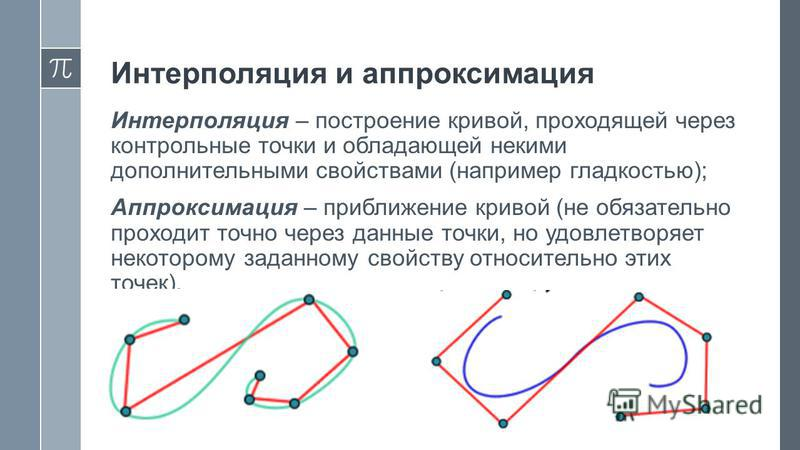 π
Интерполяция и аппроксимация
Интерполяция – построение кривой, проходящей через
контрольные точки и обладающей некими
дополнительными свойствами (например гладкостью);
Аппроксимация – приближение кривой (не обязательно
проходит точно через данные точки, но удовлетворяет
некоторому заданному свойству относительно этих
точек).
MyShared